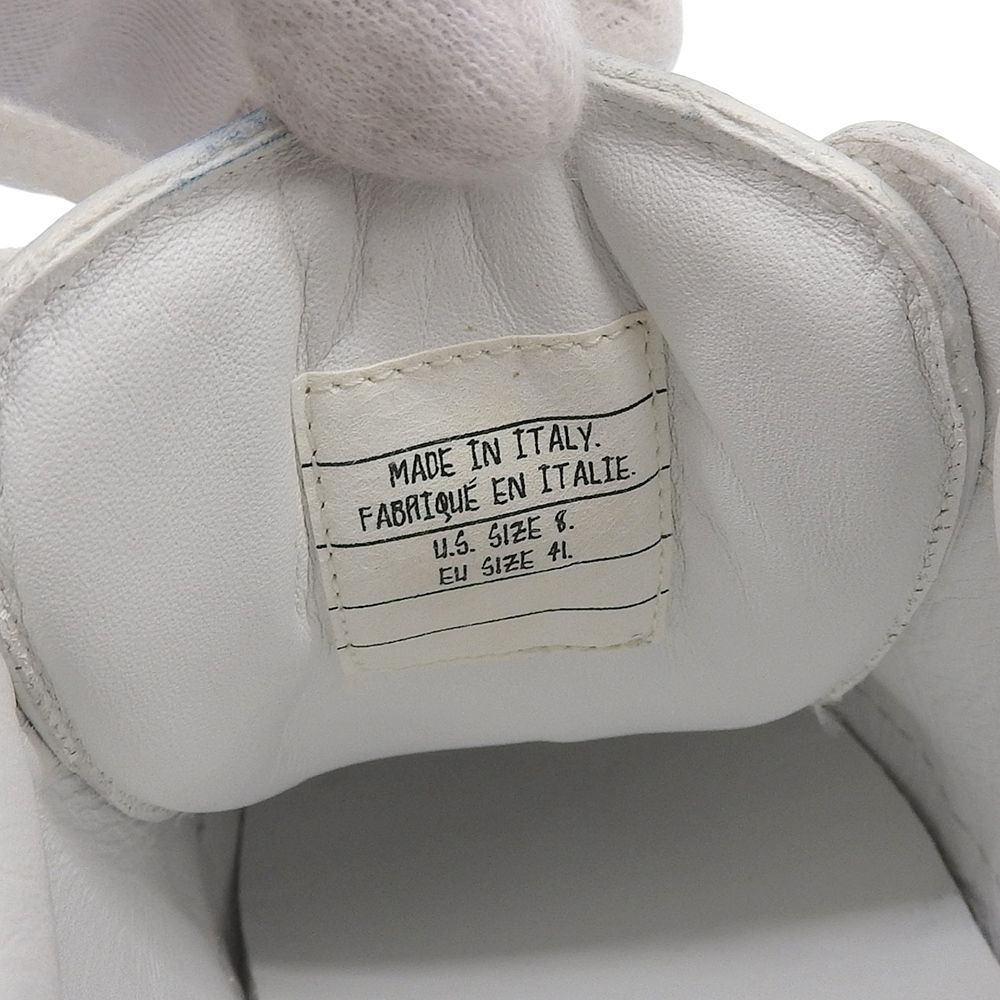 MADE IN ITALY.
FABRIQUÉ EN ITALIE.
U.S. SIZE 8.
EU SIZE 41.